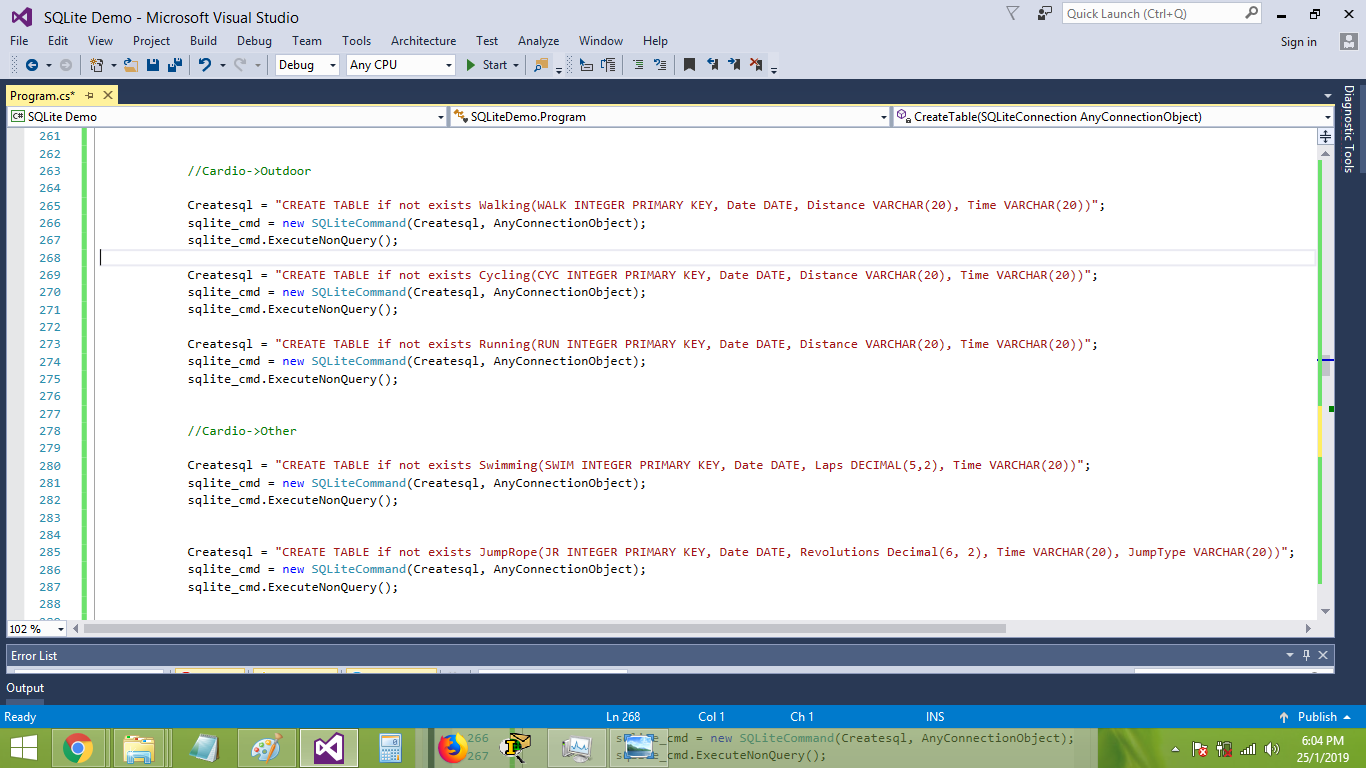 SQLite Demo - Microsoft Visual Studio
Quick Launch (Ctrl+Q)
File Edit View Project Build Debug Team Tools Architecture Test Analyze Window Help
Sign in
Debug Any CPU Start
Program.cs*
Diagnostic Tools
C# SQLite Demo SQLiteDemo.Program CreateTable(SQLiteConnection AnyConnectionObject)
261
262
263 //Cardio->Outdoor
264
265 Createsql = "CREATE TABLE if not exists Walking(WALK INTEGER PRIMARY KEY, Date DATE, Distance VARCHAR(20), Time VARCHAR(20))";
266 sqlite_cmd = new SQLiteCommand(Createsql, AnyConnectionObject);
267 sqlite_cmd.ExecuteNonQuery();
268
269 Createsql = "CREATE TABLE if not exists Cycling(CYC INTEGER PRIMARY KEY, Date DATE, Distance VARCHAR(20), Time VARCHAR(20))";
270 sqlite_cmd = new SQLiteCommand(Createsql, AnyConnectionObject);
271 sqlite_cmd.ExecuteNonQuery();
272
273 Createsql = "CREATE TABLE if not exists Running(RUN INTEGER PRIMARY KEY, Date DATE, Distance VARCHAR(20), Time VARCHAR(20))";
274 sqlite_cmd = new SQLiteCommand(Createsql, AnyConnectionObject);
275 sqlite_cmd.ExecuteNonQuery();
276
277
278 //Cardio->Other
279
280 Createsql = "CREATE TABLE if not exists Swimming(SWIM INTEGER PRIMARY KEY, Date DATE, Laps DECIMAL(5,2), Time VARCHAR(20))";
281 sqlite_cmd = new SQLiteCommand(Createsql, AnyConnectionObject);
282 sqlite_cmd.ExecuteNonQuery();
283
284
285 Createsql = "CREATE TABLE if not exists JumpRope(JR INTEGER PRIMARY KEY, Date DATE, Revolutions Decimal(6, 2), Time VARCHAR(20), JumpType VARCHAR(20))";
286 sqlite_cmd = new SQLiteCommand(Createsql, AnyConnectionObject);
287 sqlite_cmd.ExecuteNonQuery();
288
102 %
Error List
Output
Ready Ln 268 Col 1 Ch 1 INS Publish
266 cmd = new SQLiteCommand(Createsql, AnyConnectionObject);
267 cmd.ExecuteNonQuery();
6:04 PM
25/1/2019